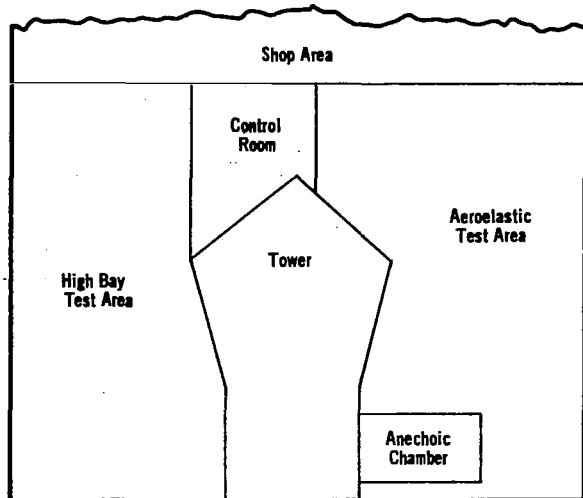 Shop Area
Control
Room
Aeroelastic
Test Area
Tower
High Bay
Test Area
Anechoic
Chamber